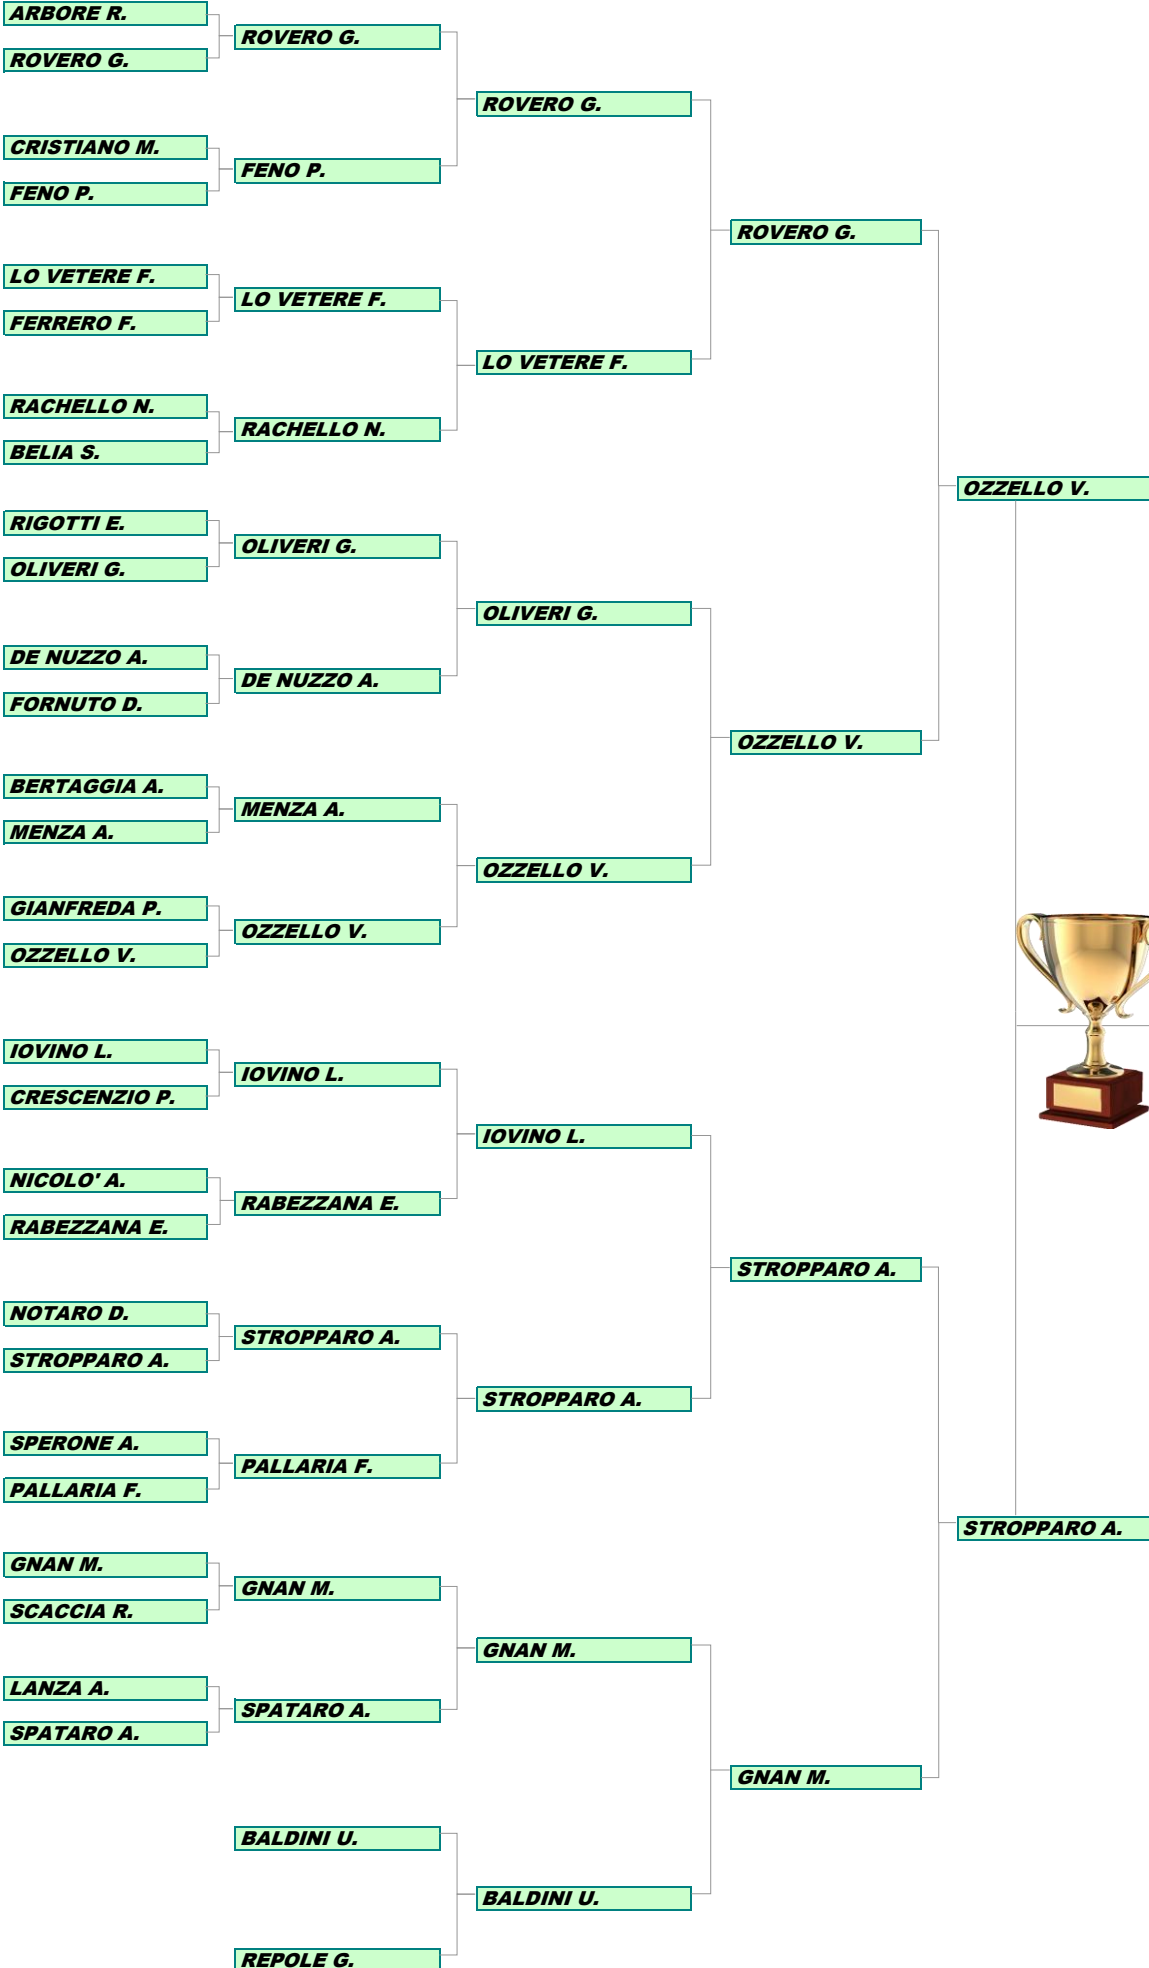 ARBORE R.
ROVERO G.
ROVERO G.
ROVERO G.
CRISTIANO M.
FENO P.
FENO P.
ROVERO G.
LO VETERE F.
LO VETERE F.
FERRERO F.
LO VETERE F.
RACHELLO N.
RACHELLO N.
BELIA S.
OZZELLO V.
RIGOTTI E.
OLIVERI G.
OLIVERI G.
OLIVERI G.
DE NUZZO A.
DE NUZZO A.
FORNUTO D.
OZZELLO V.
BERTAGGIA A.
MENZA A.
MENZA A.
OZZELLO V.
GIANFREDA P.
OZZELLO V.
OZZELLO V.
IOVINO L.
IOVINO L.
CRESCENZIO P.
IOVINO L.
NICOLO' A.
RABEZZANA E.
RABEZZANA E.
STROPPARO A.
NOTARO D.
STROPPARO A.
STROPPARO A.
STROPPARO A.
SPERONE A.
PALLARIA F.
PALLARIA F.
STROPPARO A.
GNAN M.
GNAN M.
SCACCIA R.
GNAN M.
LANZA A.
SPATARO A.
SPATARO A.
GNAN M.
BALDINI U.
BALDINI U.
REPOLE G.